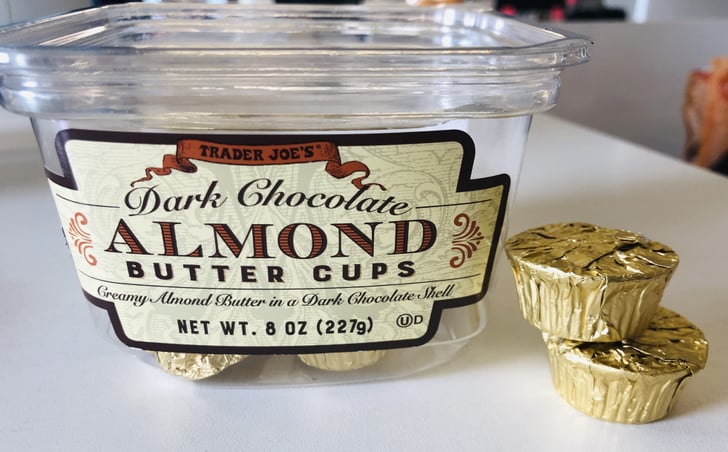 TRADER JOE'S®
Dark Chocolate
ALMOND
BUTTER CUPS
Creamy Almond Butter in a Dark Chocolate Shell
NET WT. 8 OZ (227g) ⓊD